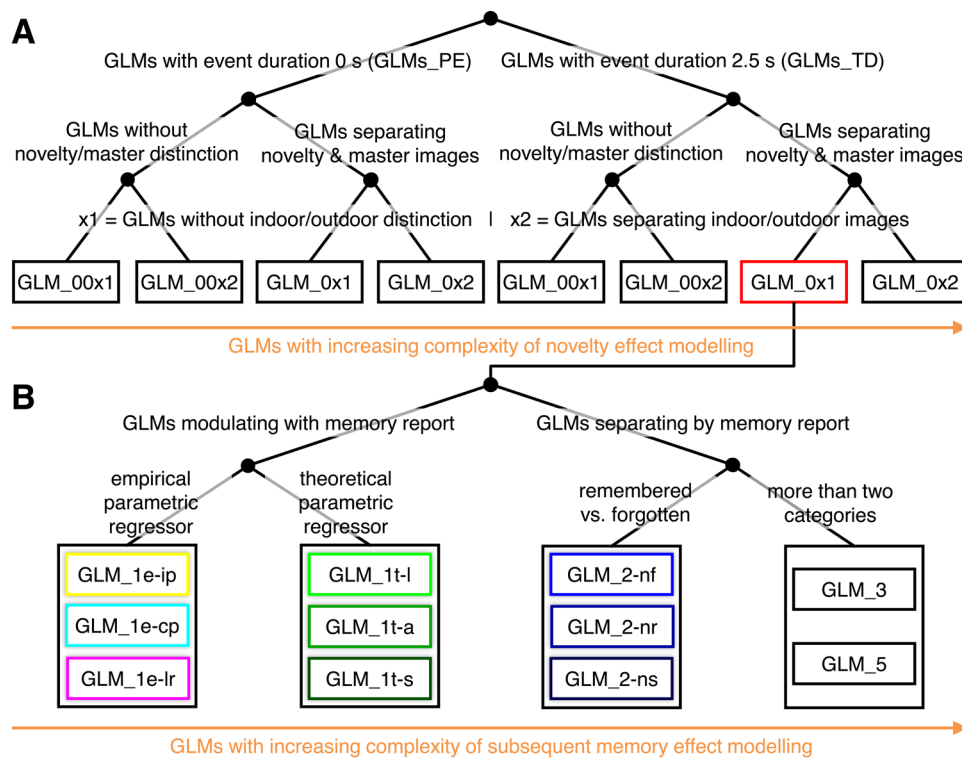 A
GLMs with event duration 0 s (GLMs_PE)
GLMs with event duration 2.5 s (GLMs_TD)
GLMs without
novelty/master distinction
GLMs separating
novelty & master images
GLMs without
novelty/master distinction
GLMs separating
novelty & master images
x1 = GLMs without indoor/outdoor distinction | x2 = GLMs separating indoor/outdoor images
GLM_00x1 GLM_00x2 GLM_0x1 GLM_0x2 GLM_00x1 GLM_00x2 GLM_0x1 GLM_0x2
GLMs with increasing complexity of novelty effect modelling
B
GLMs modulating with memory report
GLMs separating by memory report
empirical
parametric
regressor
theoretical
parametric
regressor
remembered
vs. forgotten
more than two
categories
GLM_1e-ip
GLM_1e-cp
GLM_1e-lr
GLM_1t-l
GLM_1t-a
GLM_1t-s
GLM_2-nf
GLM_2-nr
GLM_2-ns
GLM_3
GLM_5
GLMs with increasing complexity of subsequent memory effect modelling